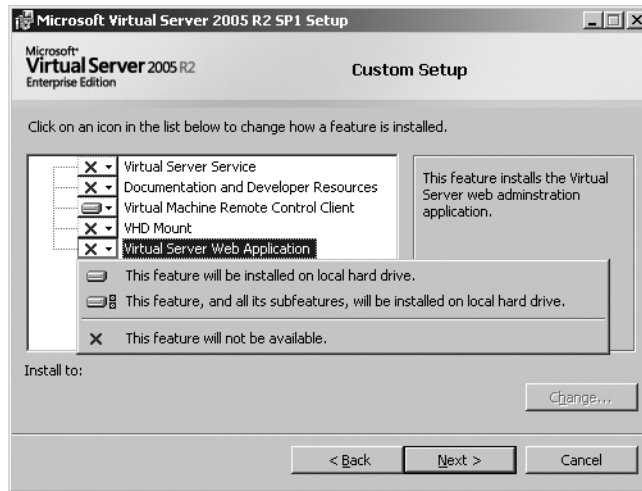 Microsoft Virtual Server 2005 R2 SP1 Setup
Microsoft
Virtual Server 2005 R2
Enterprise Edition
Custom Setup
Click on an icon in the list below to change how a feature is installed.
Virtual Server Service
Documentation and Developer Resources
Virtual Machine Remote Control Client
VHD Mount
Virtual Server Web Application
This feature installs the Virtual
Server web adminstration
application.
This feature will be installed on local hard drive.
This feature, and all its subfeatures, will be installed on local hard drive.
This feature will not be available.
Install to:
Change...
< Back
Next >
Cancel